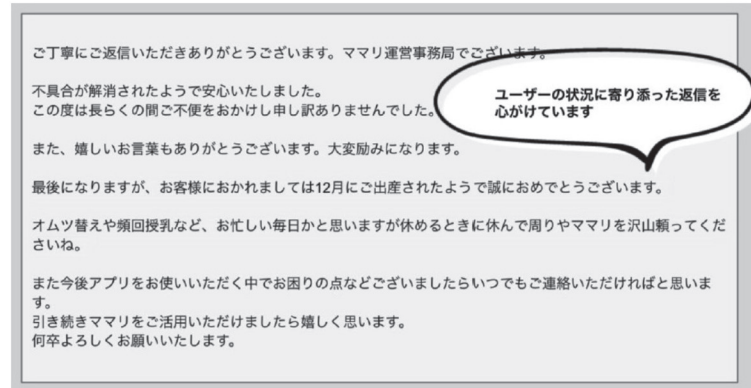 ご丁寧にご返信いただきありがとうございます。ママリ運営事務局でございます。
不具合が解消されたようで安心いたしました。
この度は長らくの間ご不便をおかけし申し訳ありませんでした。
ユーザーの状況に寄り添った返信を
心がけています
また、嬉しいお言葉もありがとうございます。大変励みになります。
最後になりますが、お客様におかれましては12月にご出産されたようで誠におめでとうございます。
オムツ替えや頻回授乳など、お忙しい毎日かと思いますが休めるときに休んで周りやママリを沢山頼ってくだ
さいね。
また今後アプリをお使いいただく中でお困りの点などございましたらいつでもご連絡いただければと思いま
す。
引き続きママリをご活用いただけましたら嬉しく思います。
何卒よろしくお願いいたします。